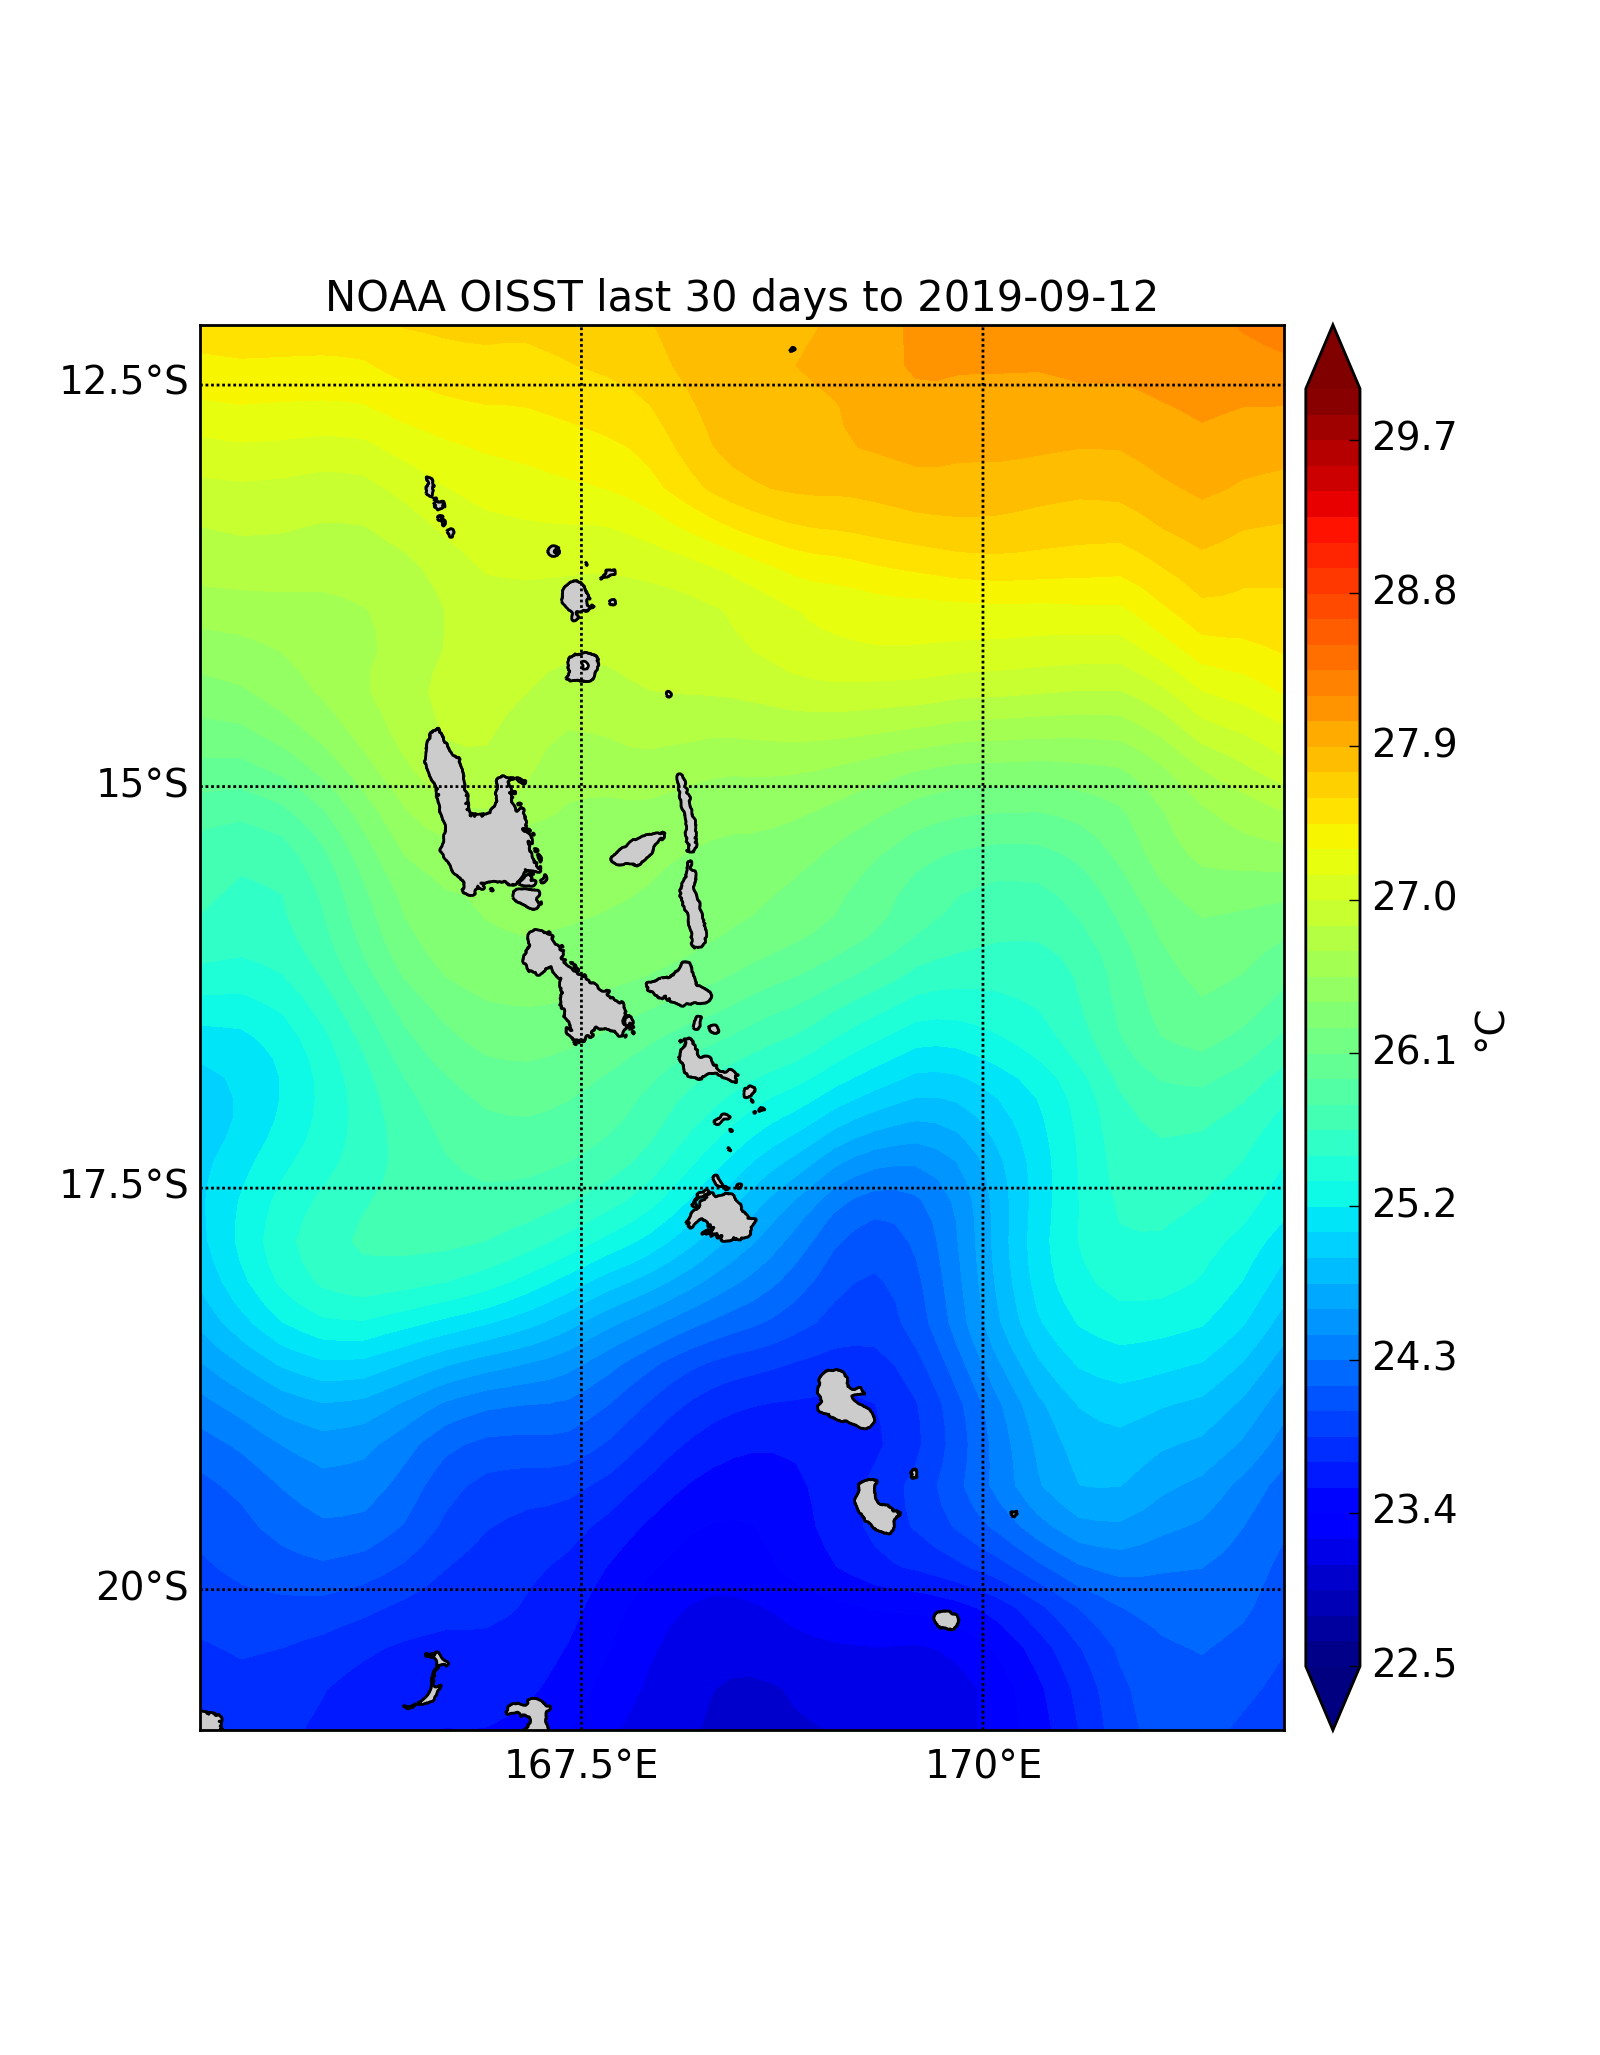 NOAA OISST last 30 days to 2019-09-12
12.5°S
15°S
17.5°S
20°S
167.5°E
170°E
29.7
28.8
27.9
27.0
26.1
25.2
24.3
23.4
22.5
°C